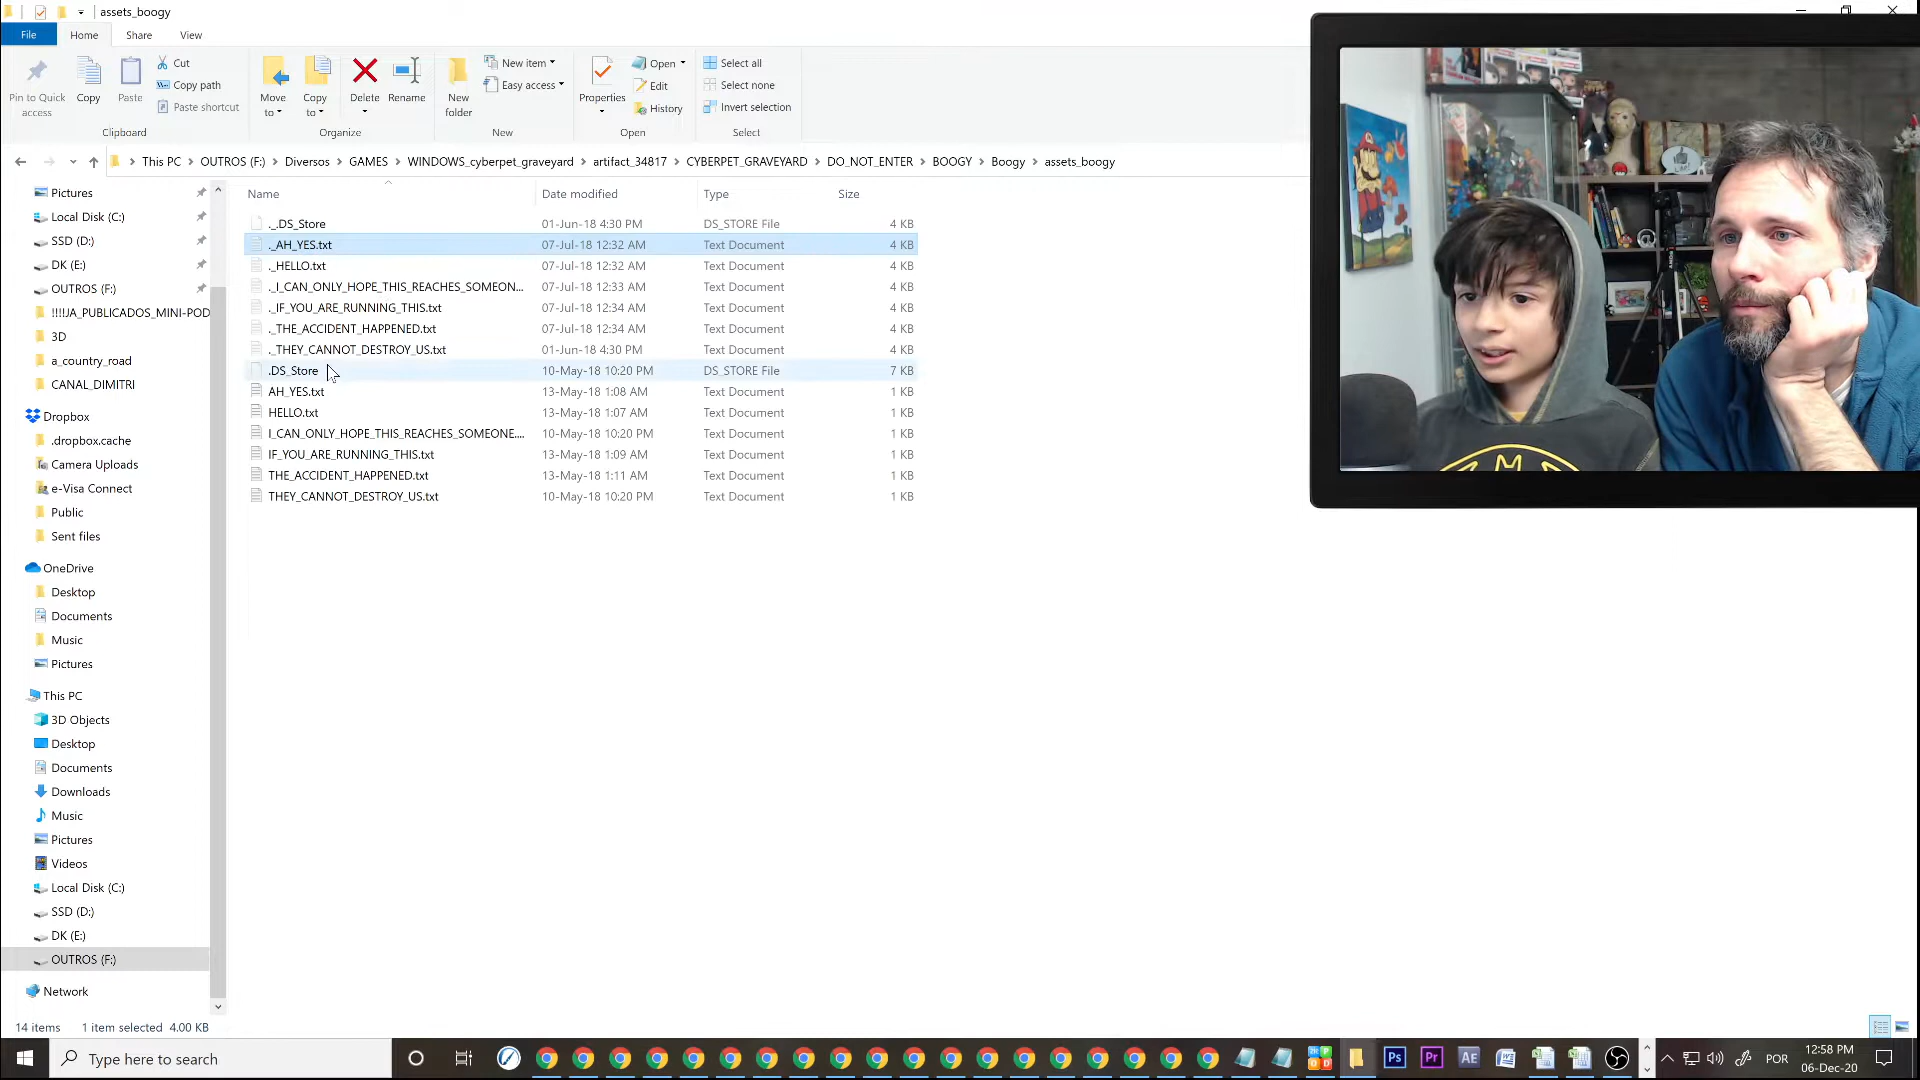 assets_boogy
File Home Share View
Pin to Quick access
Copy
Paste
Cut
Copy path
Paste shortcut
Clipboard
Move to
Copy to
Delete
Rename
Organize
New folder
New item
Easy access
New
Properties
Open
Edit
History
Open
Select all
Select none
Invert selection
Select
This PC > OUTROS (F:) > Diversos > GAMES > WINDOWS_cyberpet_graveyard > artifact_34817 > CYBERPET_GRAVEYARD > DO_NOT_ENTER > BOOGY > Boogy > assets_boogy
Name Date modified Type Size
._.DS_Store 01-Jun-18 4:30 PM DS_STORE File 4 KB
._AH_YES.txt 07-Jul-18 12:32 AM Text Document 4 KB
._HELLO.txt 07-Jul-18 12:32 AM Text Document 4 KB
._I_CAN_ONLY_HOPE_THIS_REACHES_SOMEON... 07-Jul-18 12:33 AM Text Document 4 KB
._IF_YOU_ARE_RUNNING_THIS.txt 07-Jul-18 12:34 AM Text Document 4 KB
._THE_ACCIDENT_HAPPENED.txt 07-Jul-18 12:34 AM Text Document 4 KB
._THEY_CANNOT_DESTROY_US.txt 01-Jun-18 4:30 PM Text Document 4 KB
.DS_Store 10-May-18 10:20 PM DS_STORE File 7 KB
AH_YES.txt 13-May-18 1:08 AM Text Document 1 KB
HELLO.txt 13-May-18 1:07 AM Text Document 1 KB
I_CAN_ONLY_HOPE_THIS_REACHES_SOMEONE.... 10-May-18 10:20 PM Text Document 1 KB
IF_YOU_ARE_RUNNING_THIS.txt 13-May-18 1:09 AM Text Document 1 KB
THE_ACCIDENT_HAPPENED.txt 13-May-18 1:11 AM Text Document 1 KB
THEY_CANNOT_DESTROY_US.txt 10-May-18 10:20 PM Text Document 1 KB
Pictures
Local Disk (C:)
SSD (D:)
DK (E:)
OUTROS (F:)
!!!!JA_PUBLICADOS_MINI-POD
3D
a_country_road
CANAL_DIMITRI
Dropbox
.dropbox.cache
Camera Uploads
e-Visa Connect
Public
Sent files
OneDrive
Desktop
Documents
Music
Pictures
This PC
3D Objects
Desktop
Documents
Downloads
Music
Pictures
Videos
Local Disk (C:)
SSD (D:)
DK (E:)
OUTROS (F:)
Network
14 items 1 item selected 4.00 KB
Type here to search
Ps Pr AE
POR
12:58 PM
06-Dec-20